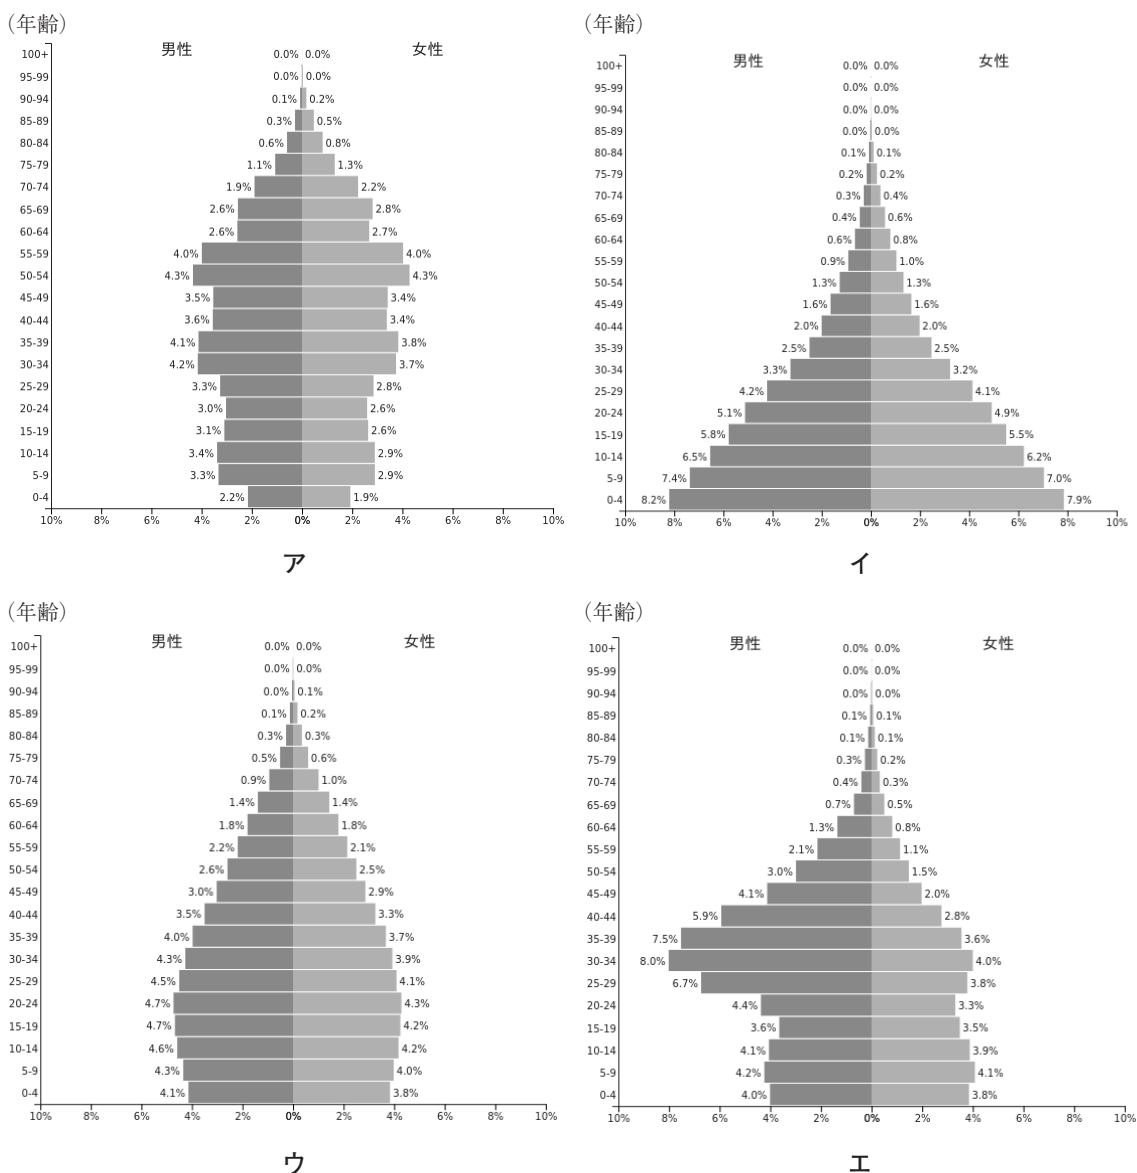 （年齢）
男性 女性
100+ 0.0% 0.0%
95-99 0.0% 0.0%
90-94 0.1% 0.2%
85-89 0.3% 0.5%
80-84 0.6% 0.8%
75-79 1.1% 1.3%
70-74 1.9% 2.2%
65-69 2.6% 2.8%
60-64 2.6% 2.7%
55-59 4.0% 4.0%
50-54 4.3% 4.3%
45-49 3.5% 3.4%
40-44 3.6% 3.4%
35-39 4.1% 3.8%
30-34 4.2% 3.7%
25-29 3.3% 2.8%
20-24 3.0% 2.6%
15-19 3.1% 2.6%
10-14 3.4% 2.9%
5-9 3.3% 2.9%
0-4 2.2% 1.9%
10% 8% 6% 4% 2% 0% 2% 4% 6% 8% 10%
ア
（年齢）
男性 女性
100+ 0.0% 0.0%
95-99 0.0% 0.0%
90-94 0.0% 0.0%
85-89 0.0% 0.0%
80-84 0.1% 0.1%
75-79 0.2% 0.2%
70-74 0.3% 0.4%
65-69 0.4% 0.6%
60-64 0.6% 0.8%
55-59 0.9% 1.0%
50-54 1.3% 1.3%
45-49 1.6% 1.6%
40-44 2.0% 2.0%
35-39 2.5% 2.5%
30-34 3.3% 3.2%
25-29 4.2% 4.1%
20-24 5.1% 4.9%
15-19 5.8% 5.5%
10-14 6.5% 6.2%
5-9 7.4% 7.0%
0-4 8.2% 7.9%
10% 8% 6% 4% 2% 0% 2% 4% 6% 8% 10%
イ
（年齢）
男性 女性
100+ 0.0% 0.0%
95-99 0.0% 0.0%
90-94 0.0% 0.1%
85-89 0.1% 0.2%
80-84 0.3% 0.3%
75-79 0.5% 0.6%
70-74 0.9% 1.0%
65-69 1.4% 1.4%
60-64 1.8% 1.8%
55-59 2.2% 2.1%
50-54 2.6% 2.5%
45-49 3.0% 2.9%
40-44 3.5% 3.3%
35-39 4.0% 3.7%
30-34 4.3% 3.9%
25-29 4.5% 4.1%
20-24 4.7% 4.3%
15-19 4.7% 4.2%
10-14 4.6% 4.2%
5-9 4.3% 4.0%
0-4 4.1% 3.8%
10% 8% 6% 4% 2% 0% 2% 4% 6% 8% 10%
ウ
（年齢）
男性 女性
100+ 0.0% 0.0%
95-99 0.0% 0.0%
90-94 0.0% 0.0%
85-89 0.1% 0.1%
80-84 0.1% 0.1%
75-79 0.3% 0.2%
70-74 0.4% 0.3%
65-69 0.7% 0.5%
60-64 1.3% 0.8%
55-59 2.1% 1.1%
50-54 3.0% 1.5%
45-49 4.1% 2.0%
40-44 5.9% 2.8%
35-39 7.5% 3.6%
30-34 8.0% 4.0%
25-29 6.7% 3.8%
20-24 4.4% 3.3%
15-19 3.6% 3.5%
10-14 4.1% 3.9%
5-9 4.2% 4.1%
0-4 4.0% 3.8%
10% 8% 6% 4% 2% 0% 2% 4% 6% 8% 10%
エ